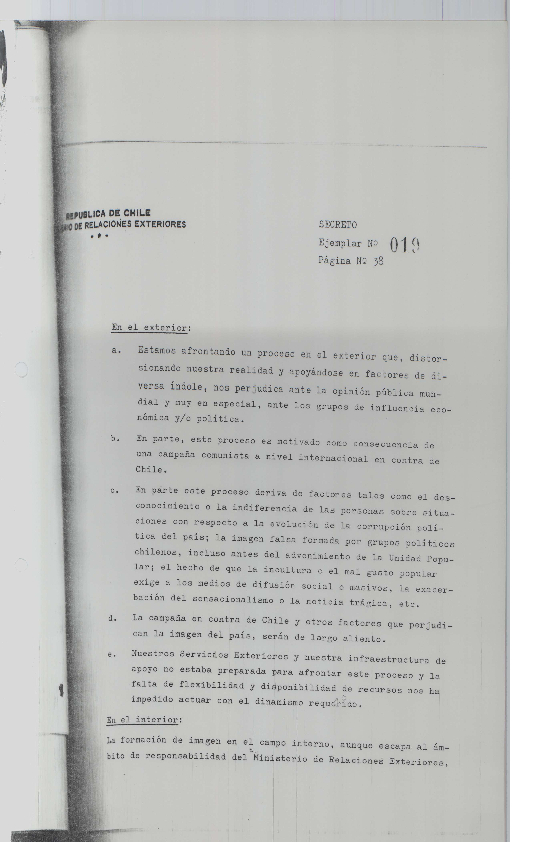 REPUBLICA DE CHILE
RIO DE RELACIONES EXTERIORES
SECRETO
Ejemplar Nº 019
Página Nº 38
En el exterior:
a. Estamos afrontando un proceso en el exterior que, distor-
sionando nuestra realidad y apoyándose en factores de di-
versa índole, nos perjudica ante la opinión pública mun-
dial y muy en especial, ante los grupos de influencia eco-
nómica y/o política.
b. En parte, este proceso es motivado como consecuencia de
una campaña comunista a nivel internacional en contra de
Chile.
c. En parte este proceso deriva de factores tales como el des-
conocimiento o la indiferencia de las personas sobre situa-
ciones con respecto a la evolución de la corrupción polí-
tica del país; la imagen falsa formada por grupos políticos
chilenos, incluso antes del advenimiento de la Unidad Popu-
lar; el hecho de que la incultura o el mal gusto popular
exige a los medios de difusión social o masivos, la exacer-
bación del sensacionalismo o la noticia trágica, etc.
d. La campaña en contra de Chile y otros factores que perjudi-
can la imagen del país, serán de largo aliento.
e. Nuestros Servicios Exteriores y nuestra infraestructura de
apoyo no estaba preparada para afrontar este proceso y la
falta de flexibilidad y disponibilidad de recursos nos ha
impedido actuar con el dinamismo requerido.
En el interior:
La formación de imagen en el campo interno, aunque escapa al ám-
bito de responsabilidad del Ministerio de Relaciones Exteriores,